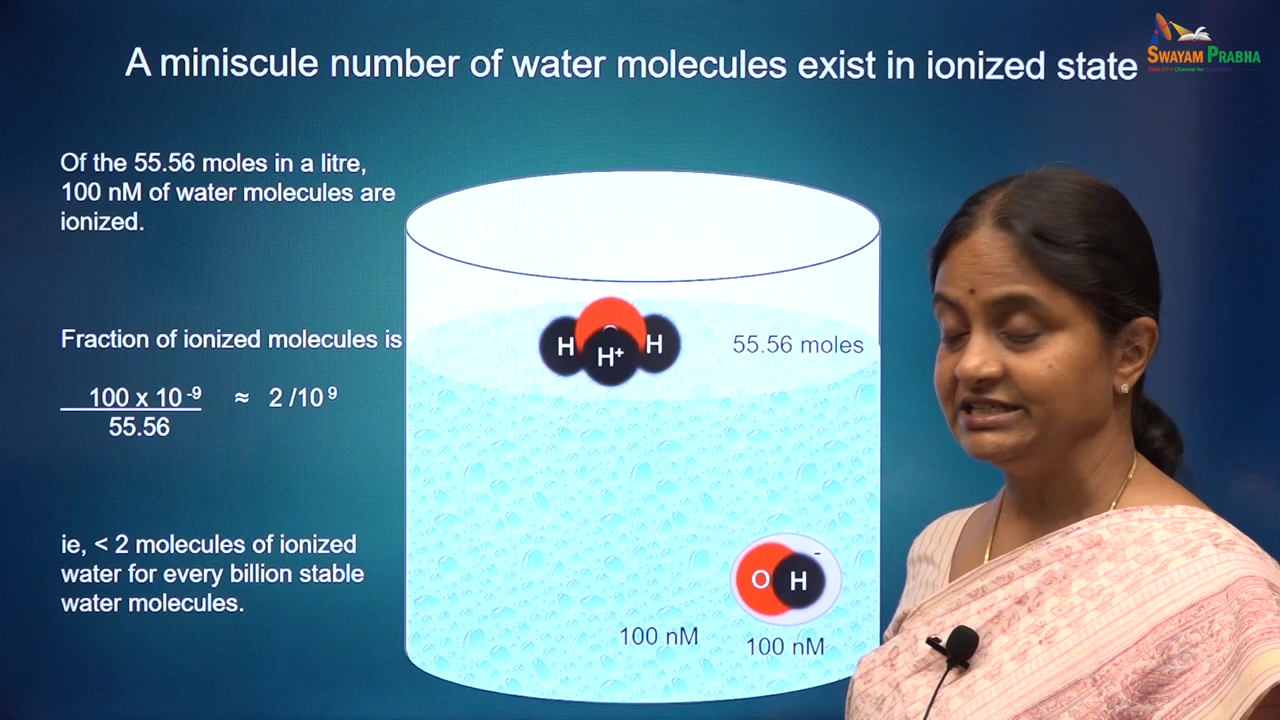 A miniscule number of water molecules exist in ionized state
SWAYAM PRABHA
Of the 55.56 moles in a litre,
100 nM of water molecules are
ionized.
Fraction of ionized molecules is
100 x 10 -9 ≈ 2 /10 9
55.56
ie, < 2 molecules of ionized
water for every billion stable
water molecules.
H H+ H
55.56 moles
O H -
100 nM
100 nM